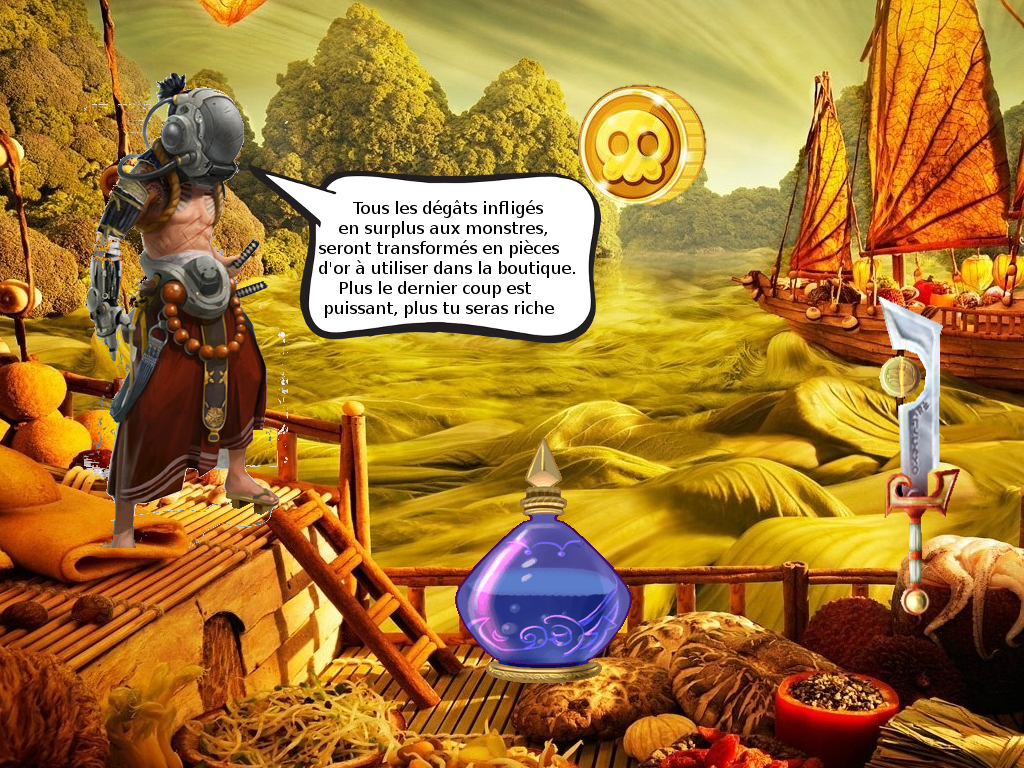 Tous les dégâts infligés
en surplus aux monstres,
seront transformés en pièces
d'or à utiliser dans la boutique.
Plus le dernier coup est
puissant, plus tu seras riche